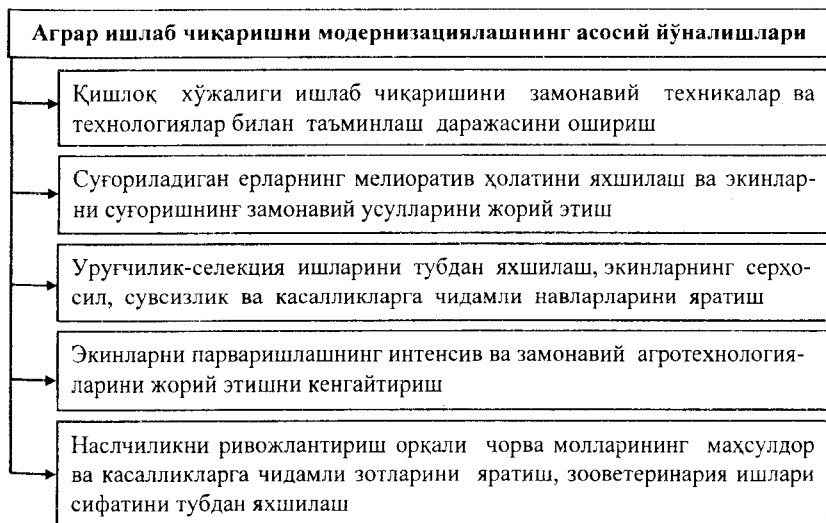 Аграр ишлаб чиқаришни модернизациялашнинг асосий йўналишлари
Қишлоқ хўжалиги ишлаб чиқаришини замонавий техникалар ва
технологиялар билан таъминлаш даражасини ошириш
Суғориладиган ерларнинг мелиоратив ҳолатини яхшилаш ва экинлар-
ни суғоришнинг замонавий усулларини жорий этиш
Уруғчилик-селекция ишларини тубдан яхшилаш, экинларнинг серҳо-
сил, сувсизлик ва касалликларга чидамли навларларини яратиш
Экинларни парваришлашнинг интенсив ва замонавий агротехнология-
ларини жорий этишни кенгайтириш
Наслчиликни ривожлантириш орқали чорва молларининг маҳсулдор
ва касалликларга чидамли зотларини яратиш, зооветеринария ишлари
сифатини тубдан яхшилаш